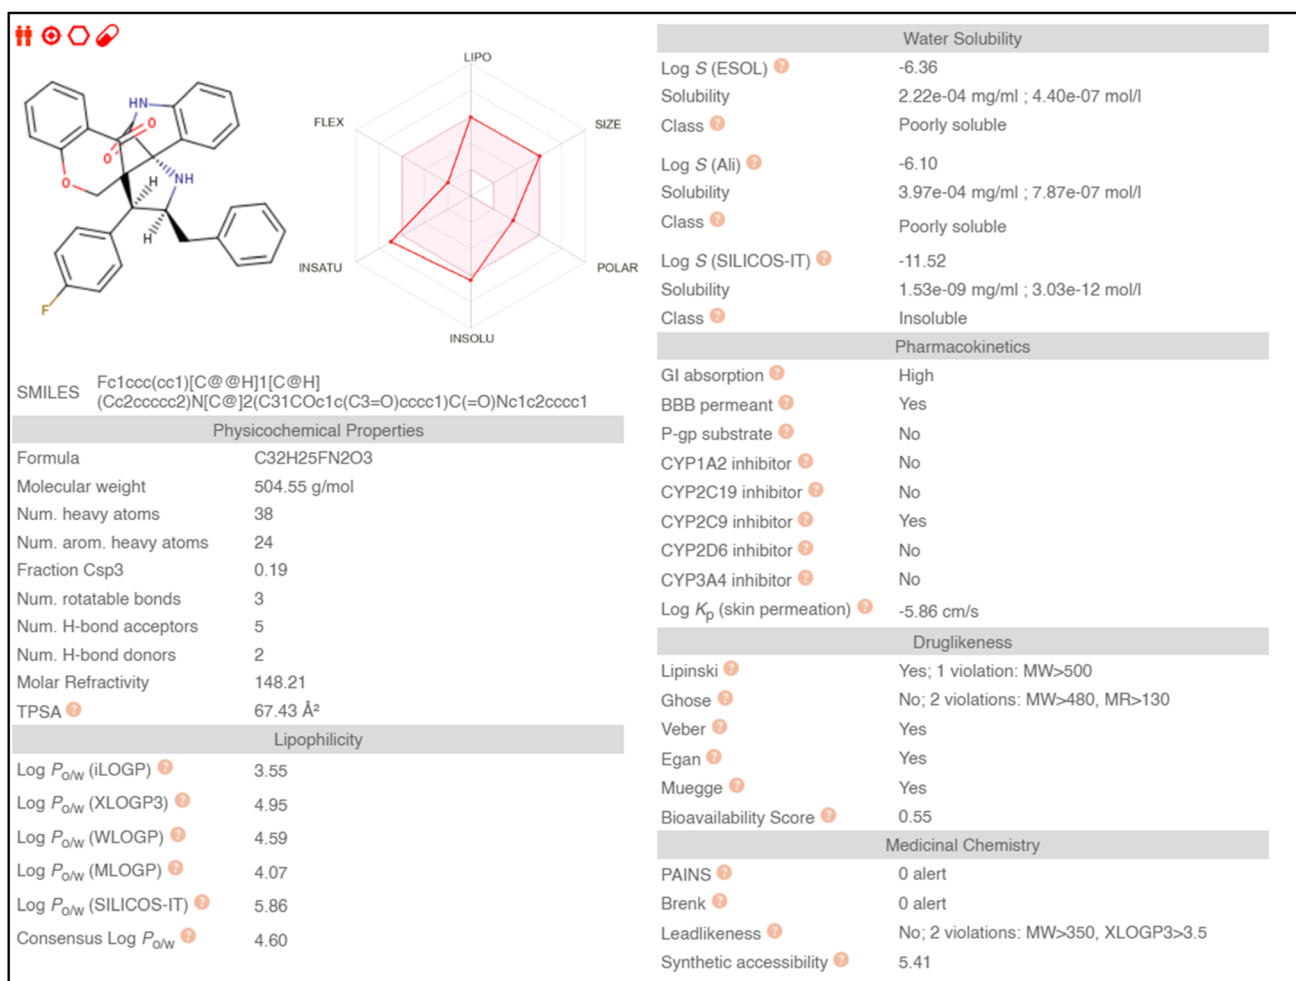 HN
O
O
O
NH
H
H
F
LIPO
FLEX
SIZE
INSATU
POLAR
INSOLU
SMILES Fc1ccc(cc1)[C@@H]1[C@H]
(Cc2ccccc2)N[C@]2(C31COc1c(C3=O)cccc1)C(=O)Nc1c2cccc1
Physicochemical Properties
Formula C32H25FN2O3
Molecular weight 504.55 g/mol
Num. heavy atoms 38
Num. arom. heavy atoms 24
Fraction Csp3 0.19
Num. rotatable bonds 3
Num. H-bond acceptors 5
Num. H-bond donors 2
Molar Refractivity 148.21
TPSA ? 67.43 Å²
Lipophilicity
Log Po/w (iLOGP) ? 3.55
Log Po/w (XLOGP3) ? 4.95
Log Po/w (WLOGP) ? 4.59
Log Po/w (MLOGP) ? 4.07
Log Po/w (SILICOS-IT) ? 5.86
Consensus Log Po/w ? 4.60
Water Solubility
Log S (ESOL) ? -6.36
Solubility 2.22e-04 mg/ml ; 4.40e-07 mol/l
Class ? Poorly soluble
Log S (Ali) ? -6.10
Solubility 3.97e-04 mg/ml ; 7.87e-07 mol/l
Class ? Poorly soluble
Log S (SILICOS-IT) ? -11.52
Solubility 1.53e-09 mg/ml ; 3.03e-12 mol/l
Class ? Insoluble
Pharmacokinetics
GI absorption ? High
BBB permeant ? Yes
P-gp substrate ? No
CYP1A2 inhibitor ? No
CYP2C19 inhibitor ? No
CYP2C9 inhibitor ? Yes
CYP2D6 inhibitor ? No
CYP3A4 inhibitor ? No
Log Kp (skin permeation) ? -5.86 cm/s
Druglikeness
Lipinski ? Yes; 1 violation: MW>500
Ghose ? No; 2 violations: MW>480, MR>130
Veber ? Yes
Egan ? Yes
Muegge ? Yes
Bioavailability Score ? 0.55
Medicinal Chemistry
PAINS ? 0 alert
Brenk ? 0 alert
Leadlikeness ? No; 2 violations: MW>350, XLOGP3>3.5
Synthetic accessibility ? 5.41